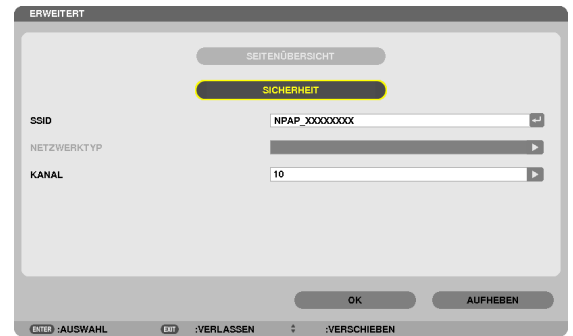 ERWEITERT
SEITENÜBERSICHT
SICHERHEIT
SSID NPAP_XXXXXXXX
NETZWERKTYP
KANAL 10
OK AUFHEBEN
ENTER :AUSWAHL EXIT :VERLASSEN :VERSCHIEBEN